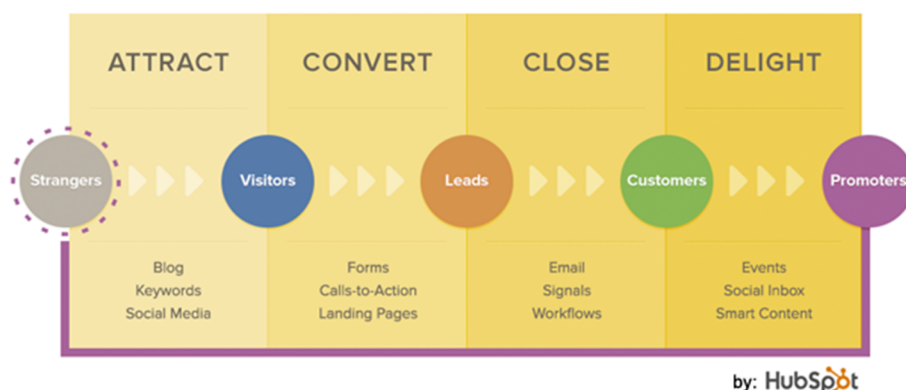 ATTRACT CONVERT CLOSE DELIGHT
Strangers Visitors Leads Customers Promoters
Blog Forms Email Events
Keywords Calls-to-Action Signals Social Inbox
Social Media Landing Pages Workflows Smart Content
by: HubSpot